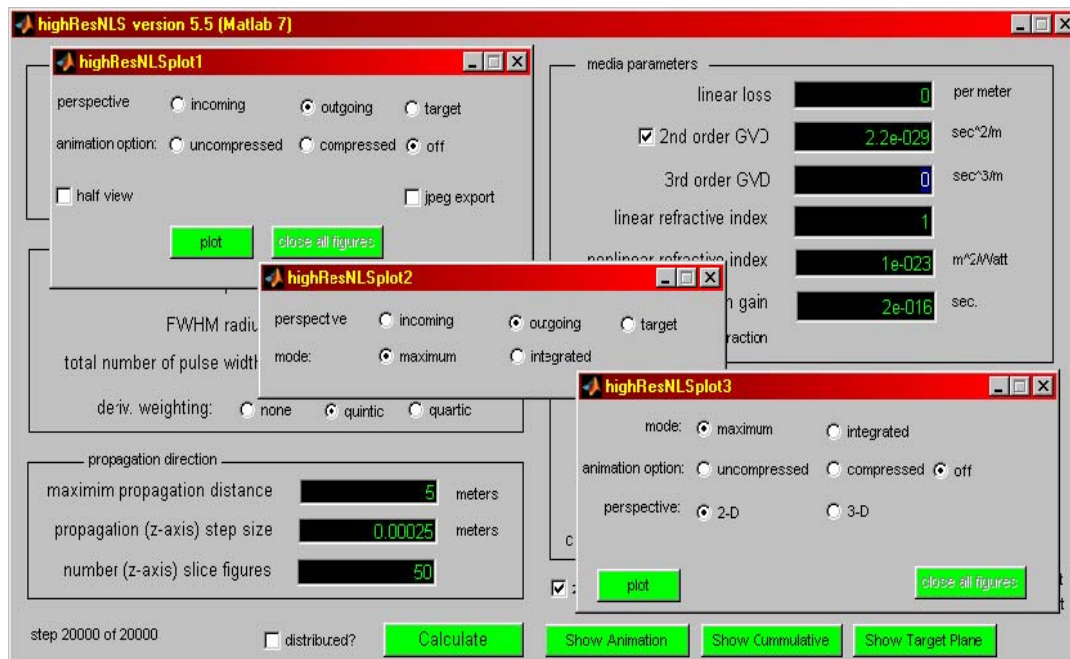 highResNLS version 5.5 (Matlab 7)
highResNLSplot1
perspective incoming outgoing target
animation option: uncompressed compressed off
half view jpeg export
plot close all figures
media parameters
linear loss 0 per meter
2nd order GVD 2.2e-029 sec^2/m
3rd order GVD 0 sec^3/m
linear refractive index 1
nonlinear refractive index 1e-023 m^2/Watt
gain 2e-016 sec.
highResNLSplot2
perspective incoming outgoing target
mode: maximum integrated
FWHM
total number of pulse
deriv. weighting: none quintic quartic
highResNLSplot3
mode: maximum integrated
animation option: uncompressed compressed off
perspective: 2-D 3-D
plot close all figures
propagation direction
maximim propagation distance 5 meters
propagation (z-axis) step size 0.00025 meters
number (z-axis) slice figures 50
step 20000 of 20000 distributed? Calculate Show Animation Show Cummulative Show Target Plane